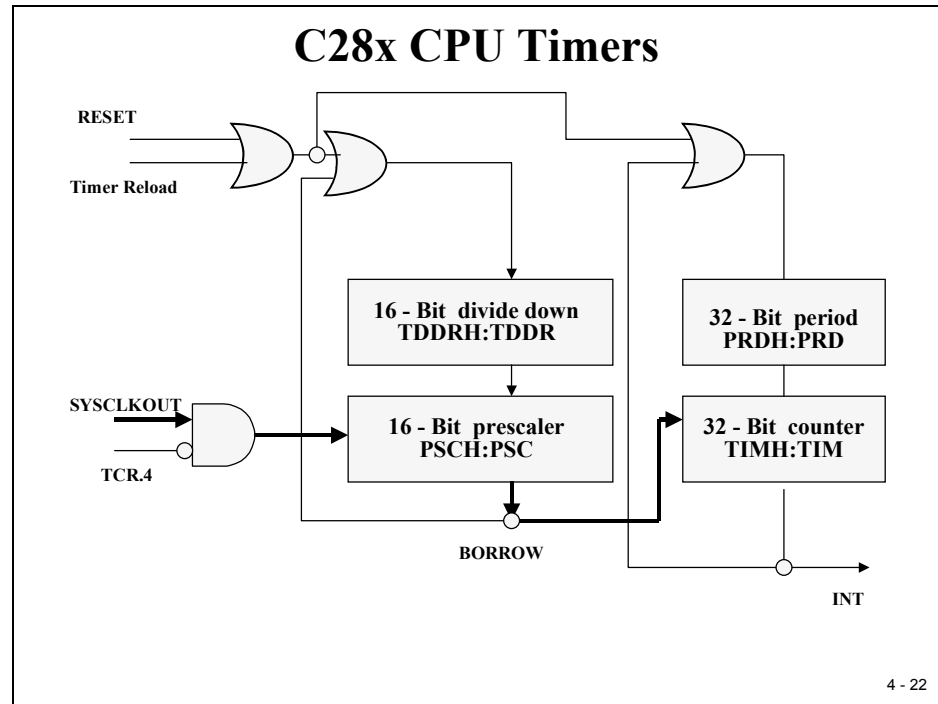 C28x CPU Timers
RESET
Timer Reload
16 - Bit divide down
TDDRH:TDDR
32 - Bit period
PRDH:PRD
SYSCLKOUT
TCR.4
16 - Bit prescaler
PSCH:PSC
32 - Bit counter
TIMH:TIM
BORROW
INT
4 - 22